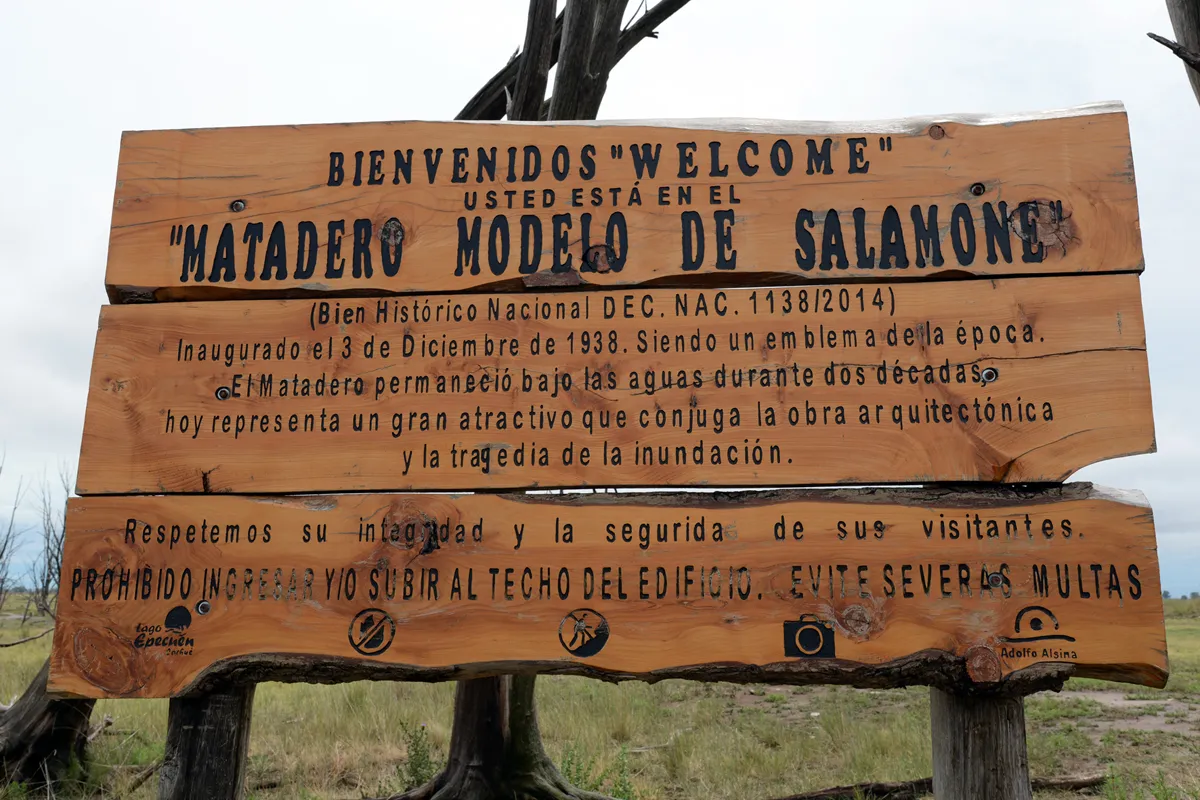 BIENVENIDOS "WELCOME"
USTED ESTÁ EN EL
"MATADERO MODELO DE SALAMONE"
(Bien Histórico Nacional DEC. NAC. 1138/2014)
Inaugurado el 3 de Diciembre de 1938. Siendo un emblema de la época.
El Matadero permaneció bajo las aguas durante dos décadas,
hoy representa un gran atractivo que conjuga la obra arquitectónica
y la tragedia de la inundación.
Respetemos su integridad y la segurida de sus visitantes.
PROHIBIDO INGRESAR Y/O SUBIR AL TECHO DEL EDIFICIO. EVITE SEVERAS MULTAS
Lago
Epecuén
Carhué
Adolfo Alsina